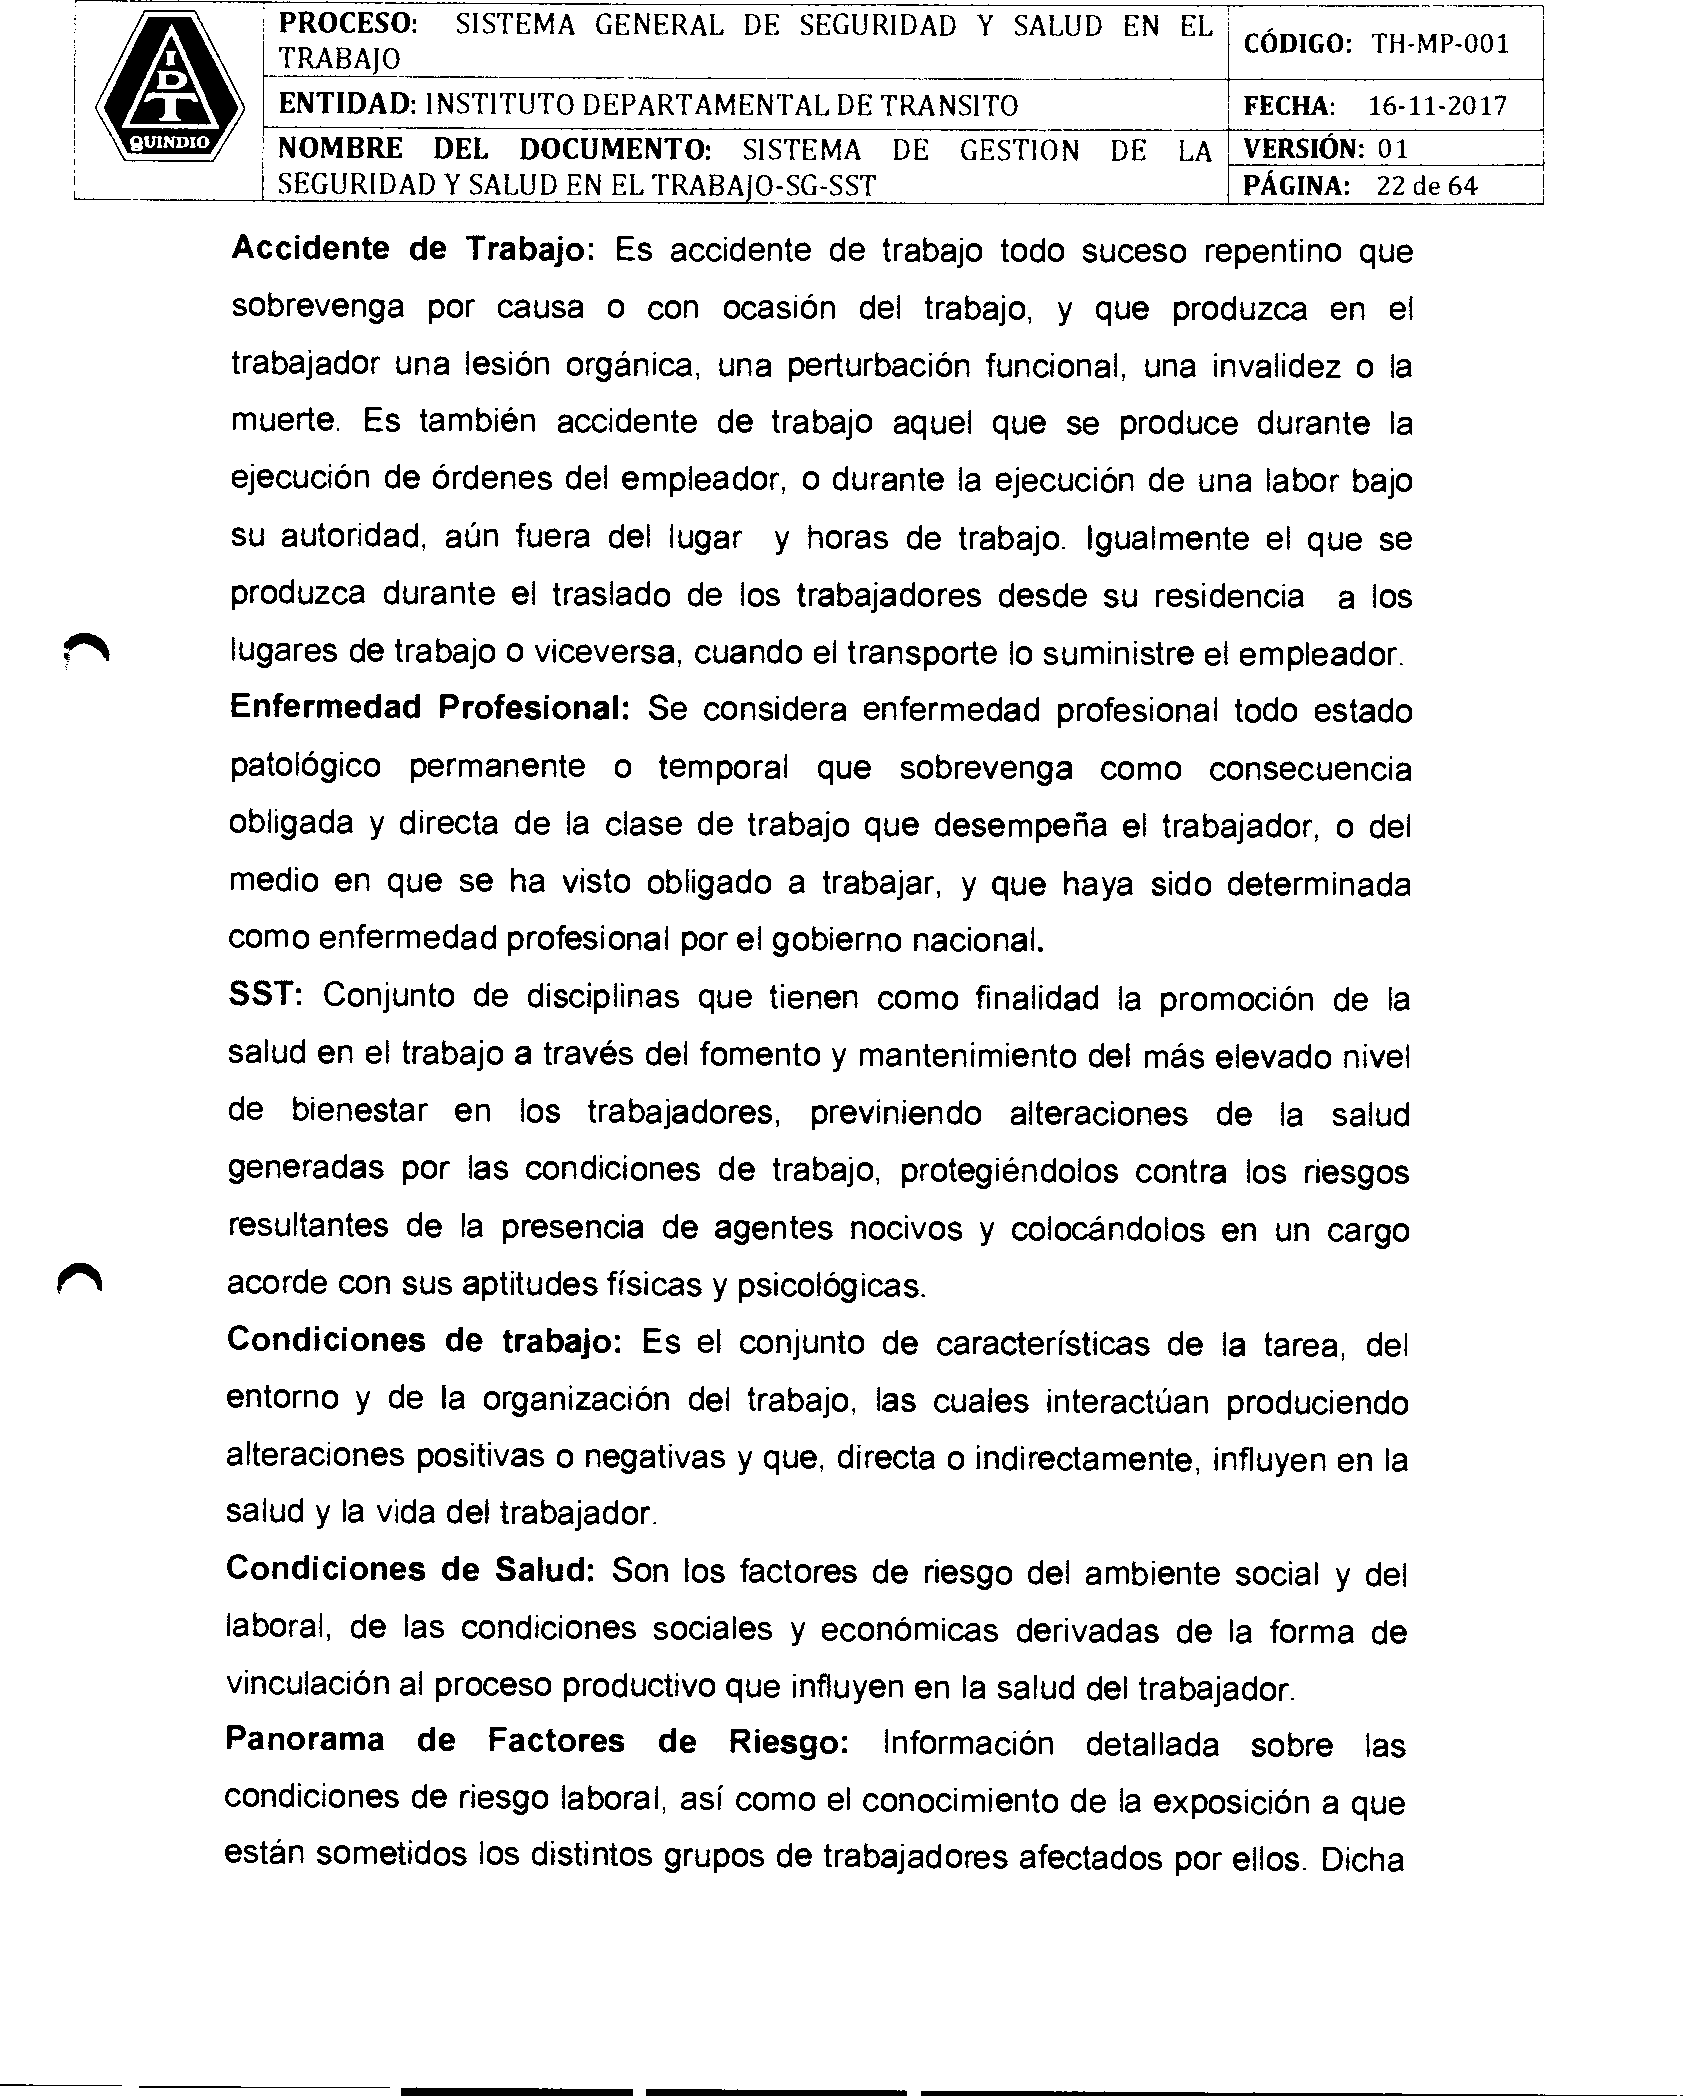 I
D
T
QUINDIO
PROCESO: SISTEMA GENERAL DE SEGURIDAD Y SALUD EN EL
TRABAJO
CÓDIGO: TH-MP-001
ENTIDAD: INSTITUTO DEPARTAMENTAL DE TRANSITO
FECHA: 16-11-2017
NOMBRE DEL DOCUMENTO: SISTEMA DE GESTION DE LA
SEGURIDAD Y SALUD EN EL TRABAJO-SG-SST
VERSIÓN: 01
PÁGINA: 22 de 64
Accidente de Trabajo: Es accidente de trabajo todo suceso repentino que
sobrevenga por causa o con ocasión del trabajo, y que produzca en el
trabajador una lesión orgánica, una perturbación funcional, una invalidez o la
muerte. Es también accidente de trabajo aquel que se produce durante la
ejecución de órdenes del empleador, o durante la ejecución de una labor bajo
su autoridad, aún fuera del lugar y horas de trabajo. Igualmente el que se
produzca durante el traslado de los trabajadores desde su residencia a los
lugares de trabajo o viceversa, cuando el transporte lo suministre el empleador.
Enfermedad Profesional: Se considera enfermedad profesional todo estado
patológico permanente o temporal que sobrevenga como consecuencia
obligada y directa de la clase de trabajo que desempeña el trabajador, o del
medio en que se ha visto obligado a trabajar, y que haya sido determinada
como enfermedad profesional por el gobierno nacional.
SST: Conjunto de disciplinas que tienen como finalidad la promoción de la
salud en el trabajo a través del fomento y mantenimiento del más elevado nivel
de bienestar en los trabajadores, previniendo alteraciones de la salud
generadas por las condiciones de trabajo, protegiéndolos contra los riesgos
resultantes de la presencia de agentes nocivos y colocándolos en un cargo
acorde con sus aptitudes físicas y psicológicas.
Condiciones de trabajo: Es el conjunto de características de la tarea, del
entorno y de la organización del trabajo, las cuales interactúan produciendo
alteraciones positivas o negativas y que, directa o indirectamente, influyen en la
salud y la vida del trabajador.
Condiciones de Salud: Son los factores de riesgo del ambiente social y del
laboral, de las condiciones sociales y económicas derivadas de la forma de
vinculación al proceso productivo que influyen en la salud del trabajador.
Panorama de Factores de Riesgo: Información detallada sobre las
condiciones de riesgo laboral, así como el conocimiento de la exposición a que
están sometidos los distintos grupos de trabajadores afectados por ellos. Dicha